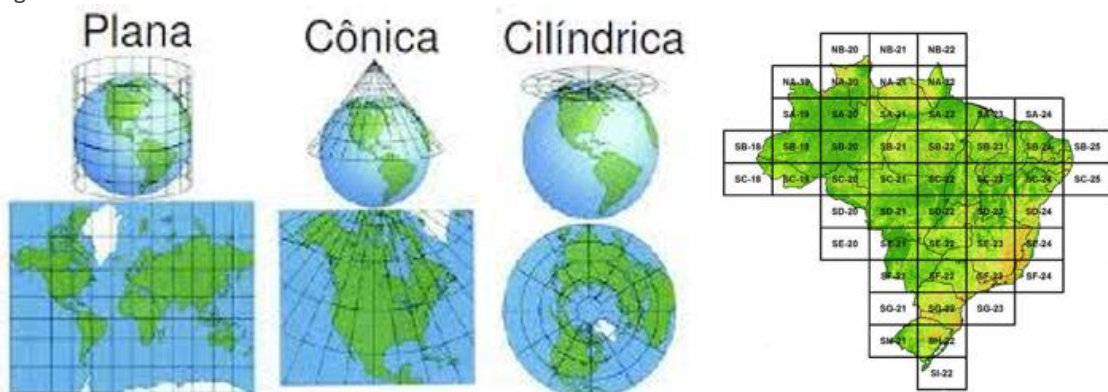 Plana
Cônica
Cilíndrica
NB-20 NB-21 NB-22
NA-19 NA-20 NA-21 NA-22
SA-19 SA-20 SA-21 SA-22 SA-23 SA-24
SB-18 SB-19 SB-20 SB-21 SB-22 SB-23 SB-24 SB-25
SC-18 SC-19 SC-20 SC-21 SC-22 SC-23 SC-24 SC-25
SD-20 SD-21 SD-22 SD-23 SD-24
SE-20 SE-21 SE-22 SE-23 SE-24
SF-21 SF-22 SF-23 SF-24
SG-21 SG-22 SG-23
SH-21 SH-22
SI-22